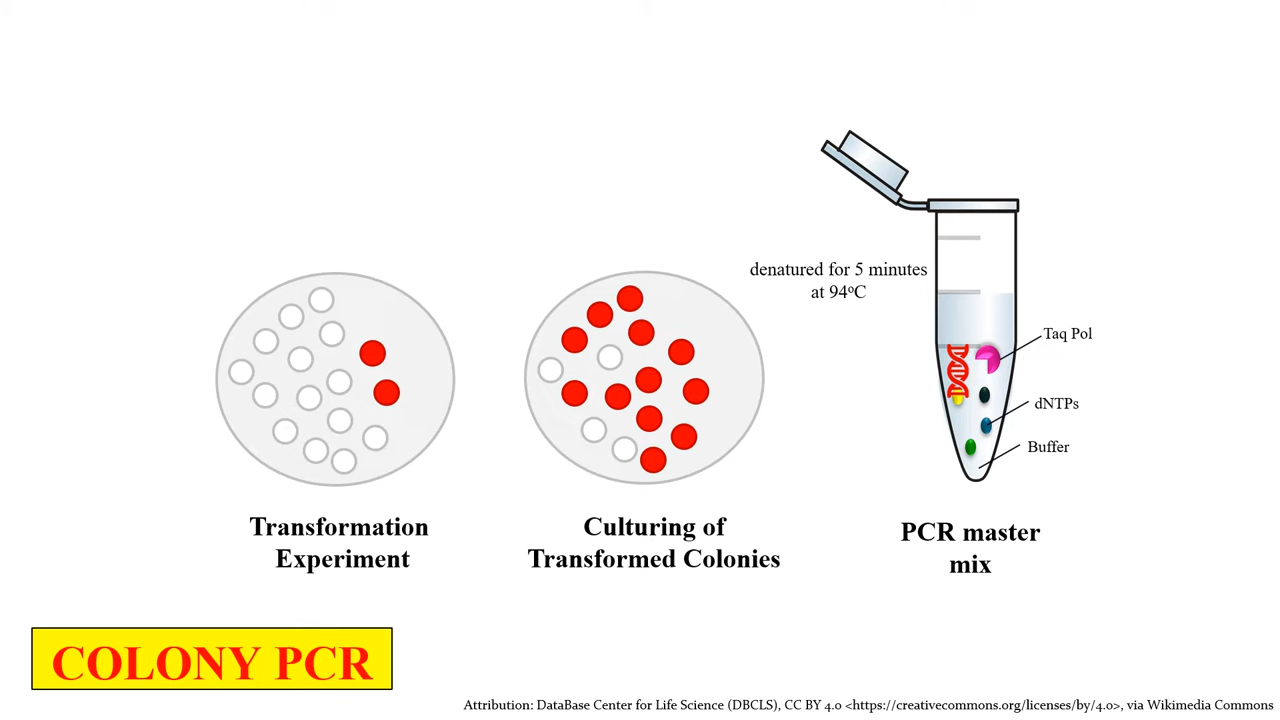 denatured for 5 minutes
at 94⁰C
Taq Pol
dNTPs
Buffer
Transformation
Experiment
Culturing of
Transformed Colonies
PCR master
mix
COLONY PCR
Attribution: DataBase Center for Life Science (DBCLS), CC BY 4.0 <https://creativecommons.org/licenses/by/4.0>, via Wikimedia Commons